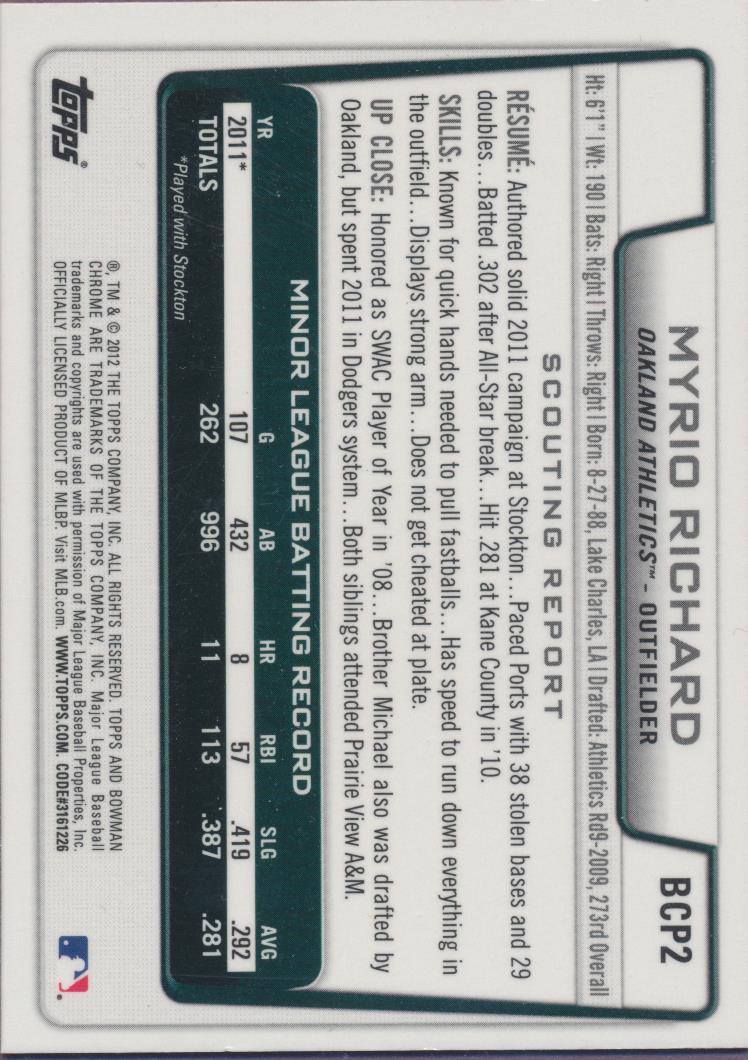 BCP2
MYRIO RICHARD
OAKLAND ATHLETICS™ – OUTFIELDER
Ht: 6'1" | Wt: 190 | Bats: Right | Throws: Right | Born: 8-27-88, Lake Charles, LA | Drafted: Athletics Rd9-2009, 273rd Overall
SCOUTING REPORT
RÉSUMÉ: Authored solid 2011 campaign at Stockton...Paced Ports with 38 stolen bases and 29
doubles...Batted .302 after All-Star break...Hit .281 at Kane County in '10.
SKILLS: Known for quick hands needed to pull fastballs...Has speed to run down everything in
the outfield...Displays strong arm...Does not get cheated at plate.
UP CLOSE: Honored as SWAC Player of Year in '08...Brother Michael also was drafted by
Oakland, but spent 2011 in Dodgers system...Both siblings attended Prairie View A&M.
MINOR LEAGUE BATTING RECORD
YR G AB HR RBI SLG AVG
2011* 107 432 8 57 .419 .292
TOTALS 262 996 11 113 .387 .281
*Played with Stockton
topps®
®, TM & © 2012 THE TOPPS COMPANY, INC. ALL RIGHTS RESERVED. TOPPS AND BOWMAN
CHROME ARE TRADEMARKS OF THE TOPPS COMPANY, INC. Major League Baseball
trademarks and copyrights are used with permission of Major League Baseball Properties, Inc.
OFFICIALLY LICENSED PRODUCT OF MLBP. Visit MLB.com. WWW.TOPPS.COM. CODE#3161226
®